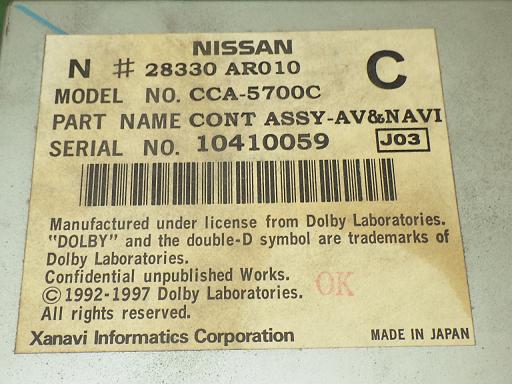 NISSAN
N # 28330 AR010 C
MODEL NO. CCA-5700C
PART NAME CONT ASSY-AV&NAVI
SERIAL NO. 10410059 J03
Manufactured under license from Dolby Laboratories.
"DOLBY" and the double-D symbol are trademarks of
Dolby Laboratories.
Confidential unpublished Works.
© 1992-1997 Dolby Laboratories. OK
All rights reserved.
Xanavi Informatics Corporation MADE IN JAPAN